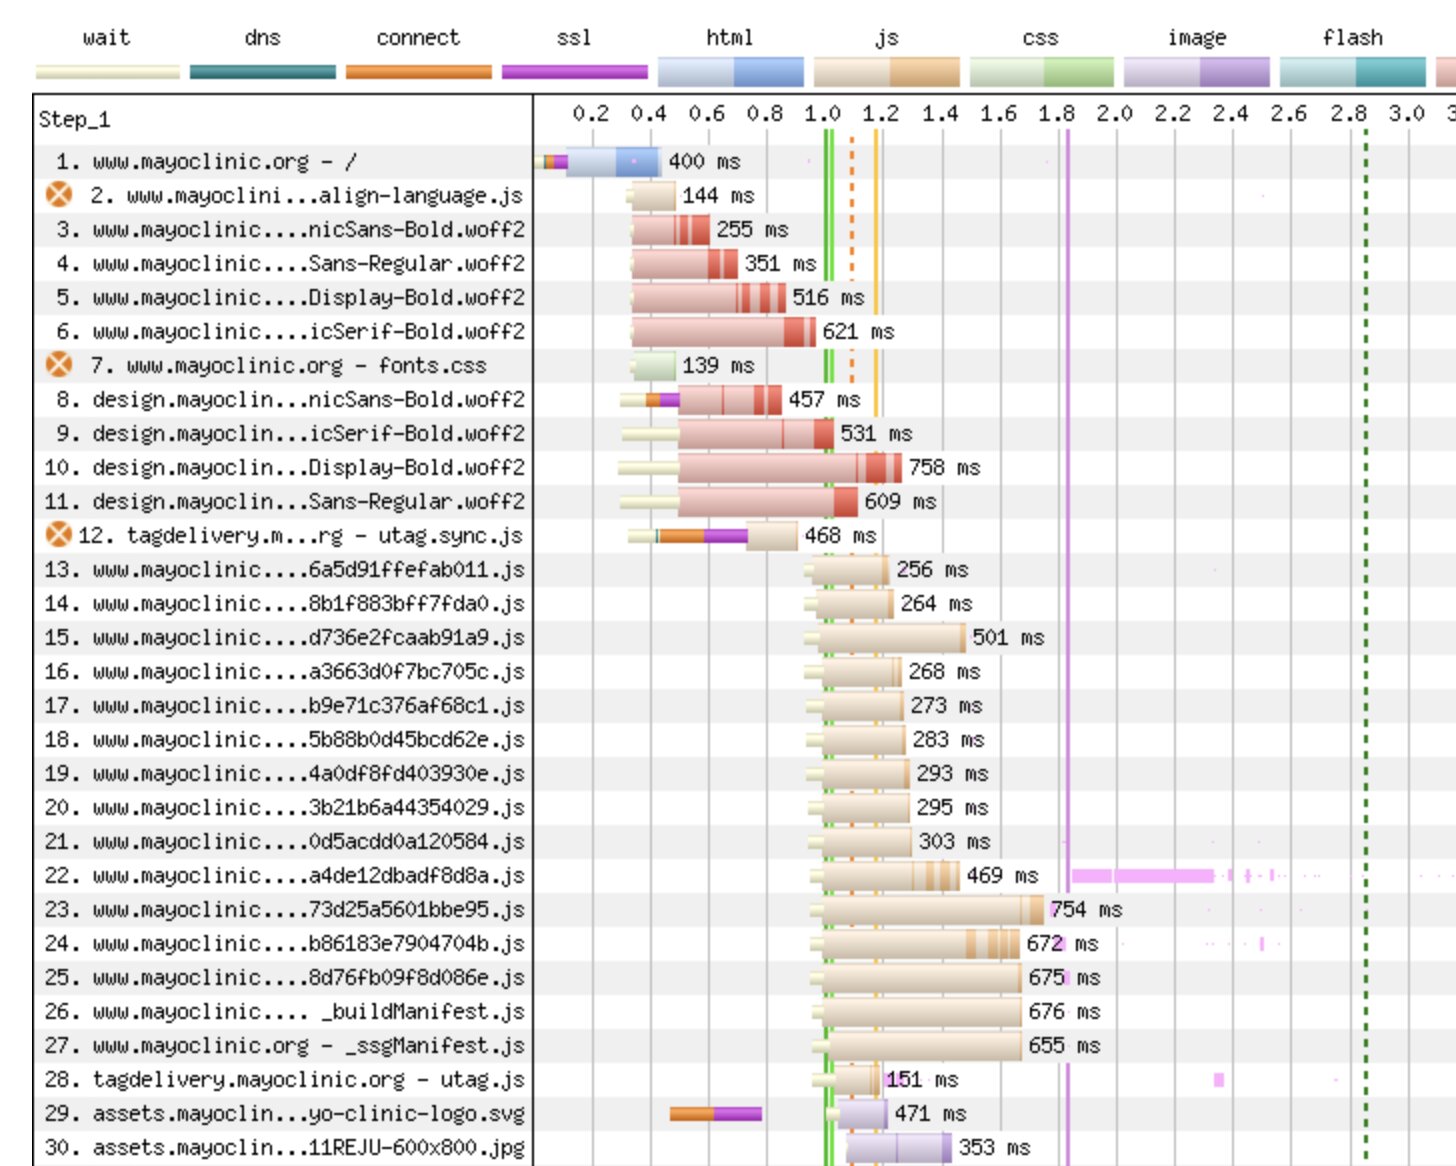 wait dns connect ssl html js css image flash
Step_1 0.2 0.4 0.6 0.8 1.0 1.2 1.4 1.6 1.8 2.0 2.2 2.4 2.6 2.8 3.0 3
1. www.mayoclinic.org - / 400 ms
2. www.mayoclini...align-language.js 144 ms
3. www.mayoclinic....nicSans-Bold.woff2 255 ms
4. www.mayoclinic....Sans-Regular.woff2 351 ms
5. www.mayoclinic....Display-Bold.woff2 516 ms
6. www.mayoclinic....icSerif-Bold.woff2 621 ms
7. www.mayoclinic.org - fonts.css 139 ms
8. design.mayoclin...nicSans-Bold.woff2 457 ms
9. design.mayoclin...icSerif-Bold.woff2 531 ms
10. design.mayoclin...Display-Bold.woff2 758 ms
11. design.mayoclin...Sans-Regular.woff2 609 ms
12. tagdelivery.m...rg - utag.sync.js 468 ms
13. www.mayoclinic....6a5d91ffefab011.js 256 ms
14. www.mayoclinic....8b1f883bff7fda0.js 264 ms
15. www.mayoclinic....d736e2fcaab91a9.js 501 ms
16. www.mayoclinic....a3663d0f7bc705c.js 268 ms
17. www.mayoclinic....b9e71c376af68c1.js 273 ms
18. www.mayoclinic....5b88b0d45bcd62e.js 283 ms
19. www.mayoclinic....4a0df8fd403930e.js 293 ms
20. www.mayoclinic....3b21b6a44354029.js 295 ms
21. www.mayoclinic....0d5acdd0a120584.js 303 ms
22. www.mayoclinic....a4de12dbadf8d8a.js 469 ms
23. www.mayoclinic....73d25a5601bbe95.js 754 ms
24. www.mayoclinic....b86183e7904704b.js 672 ms
25. www.mayoclinic....8d76fb09f8d086e.js 675 ms
26. www.mayoclinic.... _buildManifest.js 676 ms
27. www.mayoclinic.org - _ssgManifest.js 655 ms
28. tagdelivery.mayoclinic.org - utag.js 151 ms
29. assets.mayoclin...yo-clinic-logo.svg 471 ms
30. assets.mayoclin...11REJU-600x800.jpg 353 ms